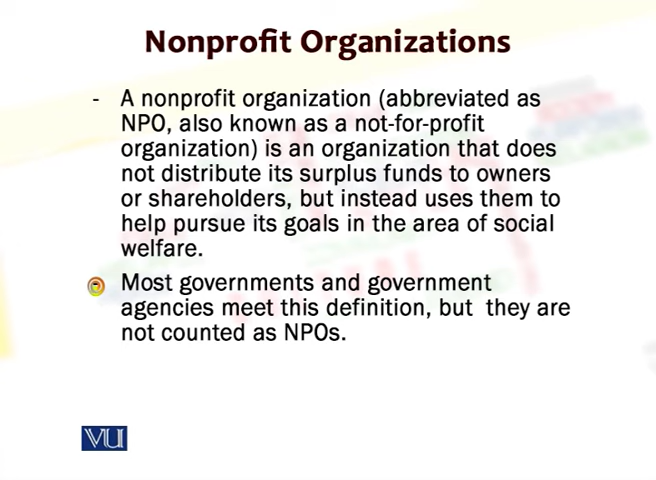 Nonprofit Organizations
- A nonprofit organization (abbreviated as
NPO, also known as a not-for-profit
organization) is an organization that does
not distribute its surplus funds to owners
or shareholders, but instead uses them to
help pursue its goals in the area of social
welfare.
Most governments and government
agencies meet this definition, but they are
not counted as NPOs.
VU